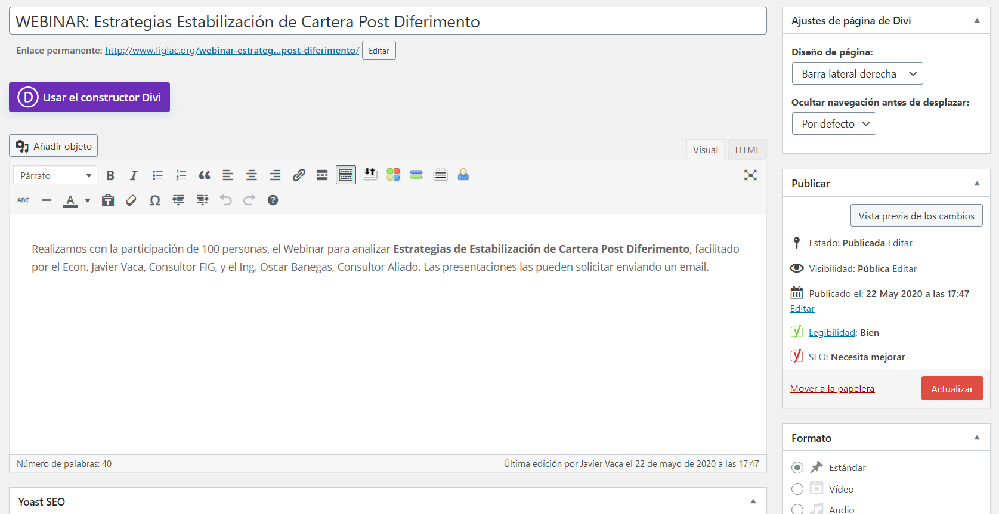 WEBINAR: Estrategias Estabilización de Cartera Post Diferimento
Enlace permanente: http://www.figlac.org/webinar-estrateg...post-diferimento/ Editar
D Usar el constructor Divi
Añadir objeto
Visual HTML
Párrafo B I
ABC A Ω ?
Realizamos con la participación de 100 personas, el Webinar para analizar Estrategias de Estabilización de Cartera Post Diferimento, facilitado
por el Econ. Javier Vaca, Consultor FIG, y el Ing. Oscar Banegas, Consultor Aliado. Las presentaciones las pueden solicitar enviando un email.
Número de palabras: 40
Última edición por Javier Vaca el 22 de mayo de 2020 a las 17:47
Yoast SEO
Ajustes de página de Divi
Diseño de página:
Barra lateral derecha
Ocultar navegación antes de desplazar:
Por defecto
Publicar
Vista previa de los cambios
Estado: Publicada Editar
Visibilidad: Pública Editar
Publicado el: 22 May 2020 a las 17:47
Editar
Legibilidad: Bien
SEO: Necesita mejorar
Mover a la papelera
Actualizar
Formato
Estándar
Vídeo
Audio